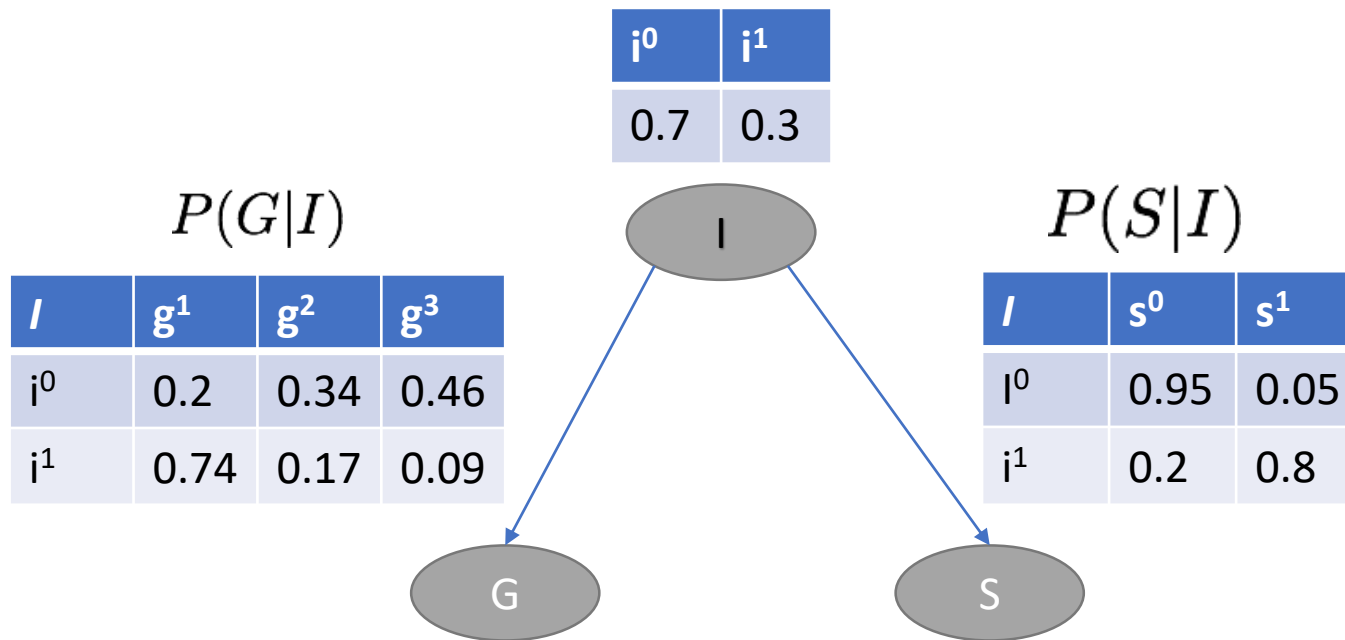 i⁰ i¹
0.7 0.3
I
P(G|I)
I g¹ g² g³
i⁰ 0.2 0.34 0.46
i¹ 0.74 0.17 0.09
P(S|I)
I s⁰ s¹
I⁰ 0.95 0.05
i¹ 0.2 0.8
G
S